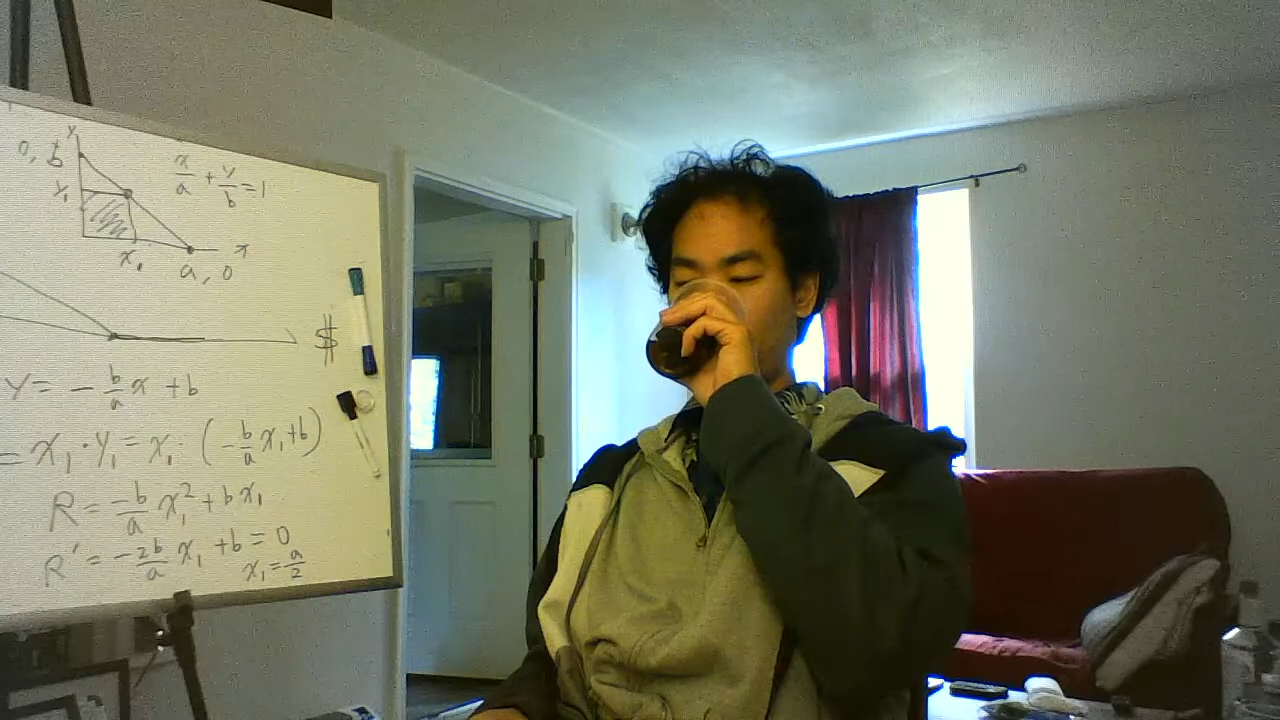 y
0, b
x/a + y/b = 1
y₁
x₁
x
a, 0
$
Y = - b/a x + b
= x₁ · y₁ = x₁ · (-b/a x₁ + b)
R = -b/a x₁² + b x₁
R' = -2b/a x₁ + b = 0
x₁ = a/2